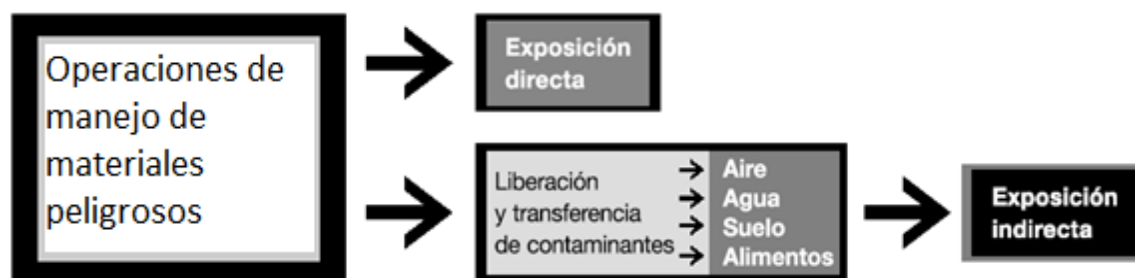 Operaciones de
manejo de
materiales
peligrosos
Exposición
directa
Liberación
y transferencia
de contaminantes
Aire
Agua
Suelo
Alimentos
Exposición
indirecta